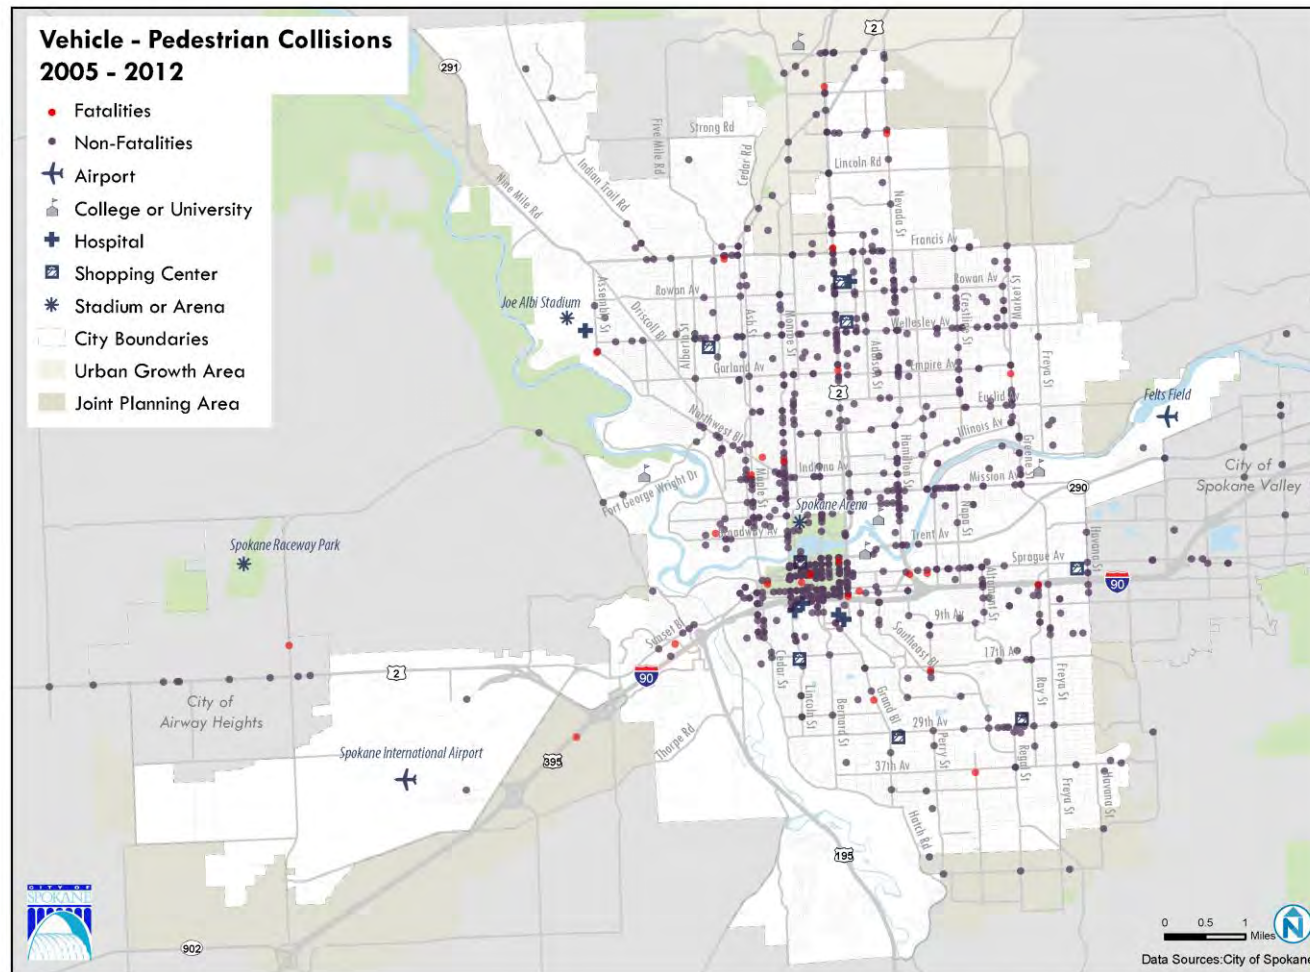 Vehicle - Pedestrian Collisions
2005 - 2012
Fatalities
Non-Fatalities
Airport
College or University
Hospital
Shopping Center
Stadium or Arena
City Boundaries
Urban Growth Area
Joint Planning Area
2
291
Strong Rd
Five Mile Rd
Cedar Rd
Lincoln Rd
Indian Trail Rd
Nine Mile Rd
Nevada St
Francis Av
Rowan Av
Rowan Av
Market St
Crestline St
Joe Albi Stadium
Assembly St
Driscoll Bl
Alberta St
Ash St
Monroe St
Wellesley Av
Addison St
Garland Av
Empire Av
Freya St
2
Euclid Av
Felts Field
Northwest Bl
Illinois Av
Hamilton St
Greene St
Maple St
Indiana Av
Mission Av
City of
Spokane Valley
290
Fort George Wright Dr
Spokane Arena
Napa St
Broadway Av
Trent Av
Spokane Raceway Park
Sprague Av
Havana St
90
Altamont St
9th Av
Sunset Bl
Southeast Bl
17th Av
Cedar St
90
2
City of
Airway Heights
Lincoln St
Bernard St
Grand Bl
Ray St
Freya St
29th Av
Thorpe Rd
Perry St
Regal St
Spokane International Airport
395
37th Av
Freya St
Havana St
Hatch Rd
195
CITY OF
SPOKANE
902
0 0.5 1
Miles
N
Data Sources:City of Spokane